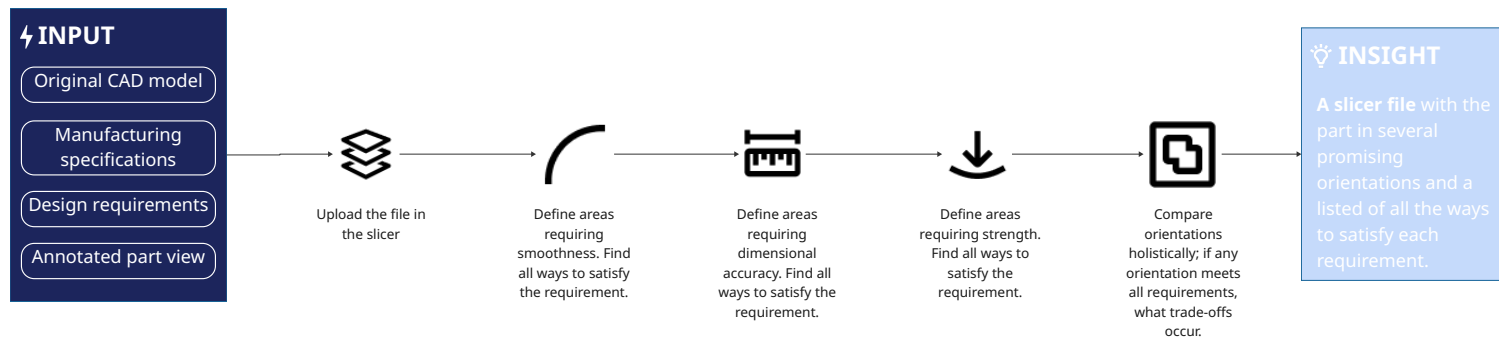 INPUT
Original CAD model
Manufacturing
specifications
Design requirements
Annotated part view
Upload the file in
the slicer
Define areas
requiring
smoothness. Find
all ways to satisfy
the requirement.
Define areas
requiring
dimensional
accuracy. Find all
ways to satisfy the
requirement.
Define areas
requiring strength.
Find all ways to
satisfy the
requirement.
Compare
orientations
holistically; if any
orientation meets
all requirements,
what trade-offs
occur.
INSIGHT
A slicer file with the
part in several
promising
orientations and a
listed of all the ways
to satisfy each
requirement.